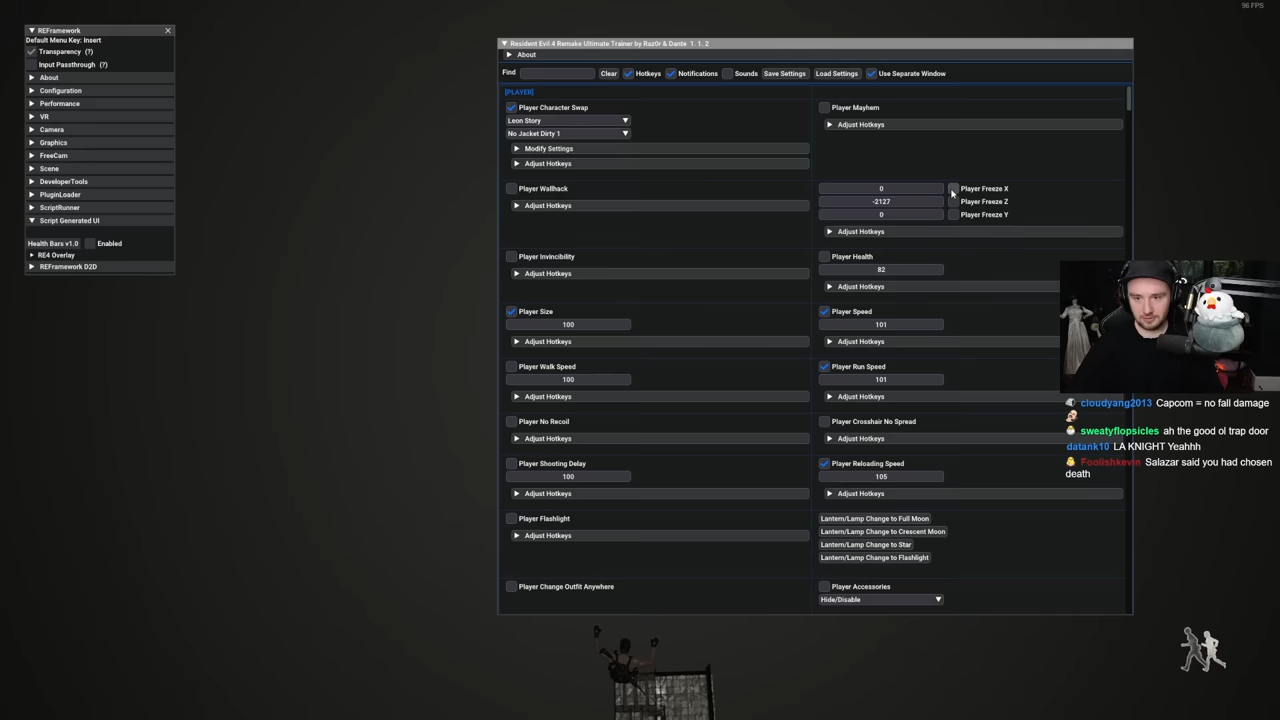 96 FPS
REFramework
Default Menu Key: Insert
Transparency (?)
Input Passthrough (?)
About
Configuration
Performance
VR
Camera
Graphics
FreeCam
Scene
DeveloperTools
PluginLoader
ScriptRunner
Script Generated UI
Health Bars v1.0 Enabled
RE4 Overlay
REFramework D2D
Resident Evil 4 Remake Ultimate Trainer by Raz0r & Dante 1. 1. 2
About
Find Clear Hotkeys Notifications Sounds Save Settings Load Settings Use Separate Window
[PLAYER]
Player Character Swap
Leon Story
No Jacket Dirty 1
Modify Settings
Adjust Hotkeys
Player Mayhem
Adjust Hotkeys
Player Wallhack
Adjust Hotkeys
0 Player Freeze X
-2127 Player Freeze Z
0 Player Freeze Y
Adjust Hotkeys
Player Invincibility
Adjust Hotkeys
Player Health
82
Adjust Hotkeys
Player Size
100
Adjust Hotkeys
Player Speed
101
Adjust Hotkeys
Player Walk Speed
100
Adjust Hotkeys
Player Run Speed
101
Adjust Hotkeys
Player No Recoil
Adjust Hotkeys
Player Crosshair No Spread
Adjust Hotkeys
Player Shooting Delay
100
Adjust Hotkeys
Player Reloading Speed
105
Adjust Hotkeys
Player Flashlight
Adjust Hotkeys
Lantern/Lamp Change to Full Moon
Lantern/Lamp Change to Crescent Moon
Lantern/Lamp Change to Star
Lantern/Lamp Change to Flashlight
Player Change Outfit Anywhere
Player Accessories
Hide/Disable
cloudyang2013 Capcom = no fall damage
sweatyflopsicles ah the good ol trap door
datank10 LA KNIGHT Yeahhh
Foolishkevin Salazar said you had chosen
death